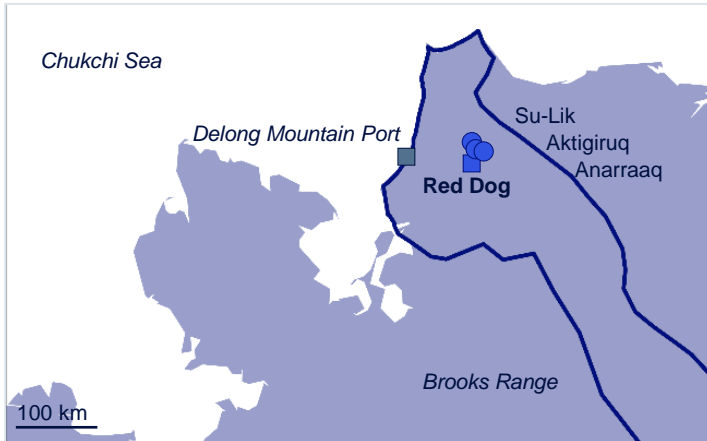 Chukchi Sea
Su-Lik
Delong Mountain Port
Aktigiruq
Anarraaq
Red Dog
Brooks Range
100 km